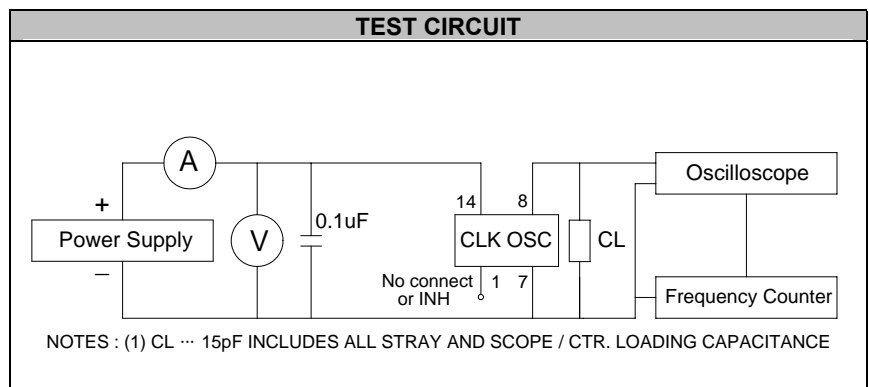 TEST CIRCUIT
A
+
Power Supply
–
V
0.1uF
14
8
CLK OSC
No connect
or INH
1
7
CL
Oscilloscope
Frequency Counter
NOTES : (1) CL ··· 15pF INCLUDES ALL STRAY AND SCOPE / CTR. LOADING CAPACITANCE